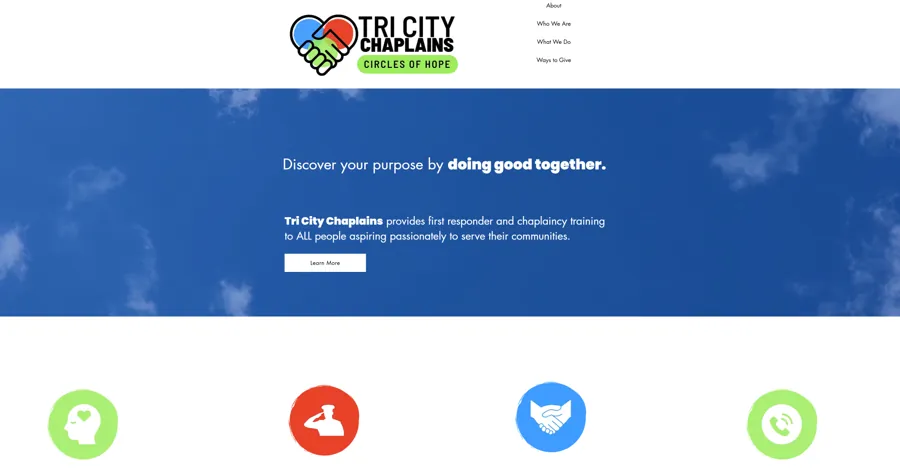 TRI CITY
CHAPLAINS
CIRCLES OF HOPE
About
Who We Are
What We Do
Ways to Give
Discover your purpose by doing good together.
Tri City Chaplains provides first responder and chaplaincy training
to ALL people aspiring passionately to serve their communities.
Learn More